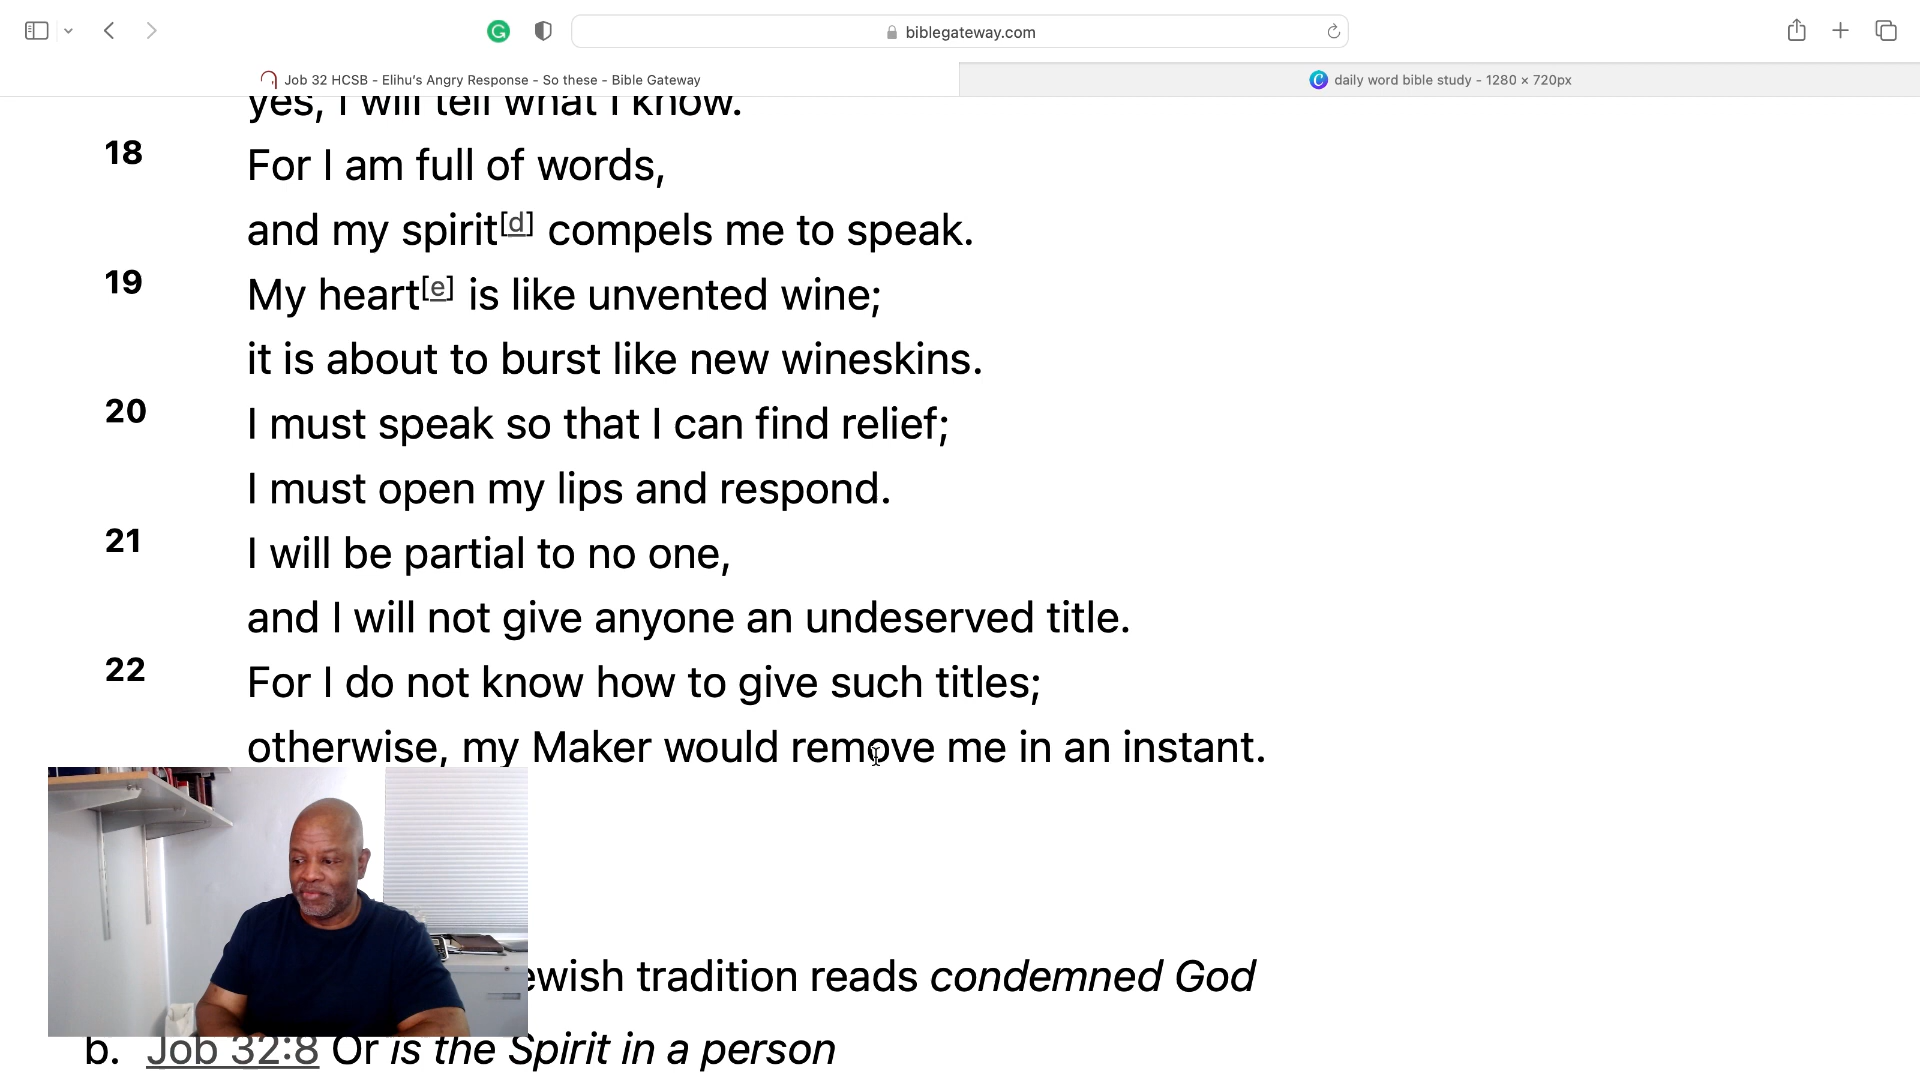 biblegateway.com
Job 32 HCSB - Elihu's Angry Response - So these - Bible Gateway
daily word bible study - 1280 × 720px
yes, I will tell what I know.
18 For I am full of words,
and my spirit[d] compels me to speak.
19 My heart[e] is like unvented wine;
it is about to burst like new wineskins.
20 I must speak so that I can find relief;
I must open my lips and respond.
21 I will be partial to no one,
and I will not give anyone an undeserved title.
22 For I do not know how to give such titles;
otherwise, my Maker would remove me in an instant.
ewish tradition reads condemned God
b. Job 32:8 Or is the Spirit in a person